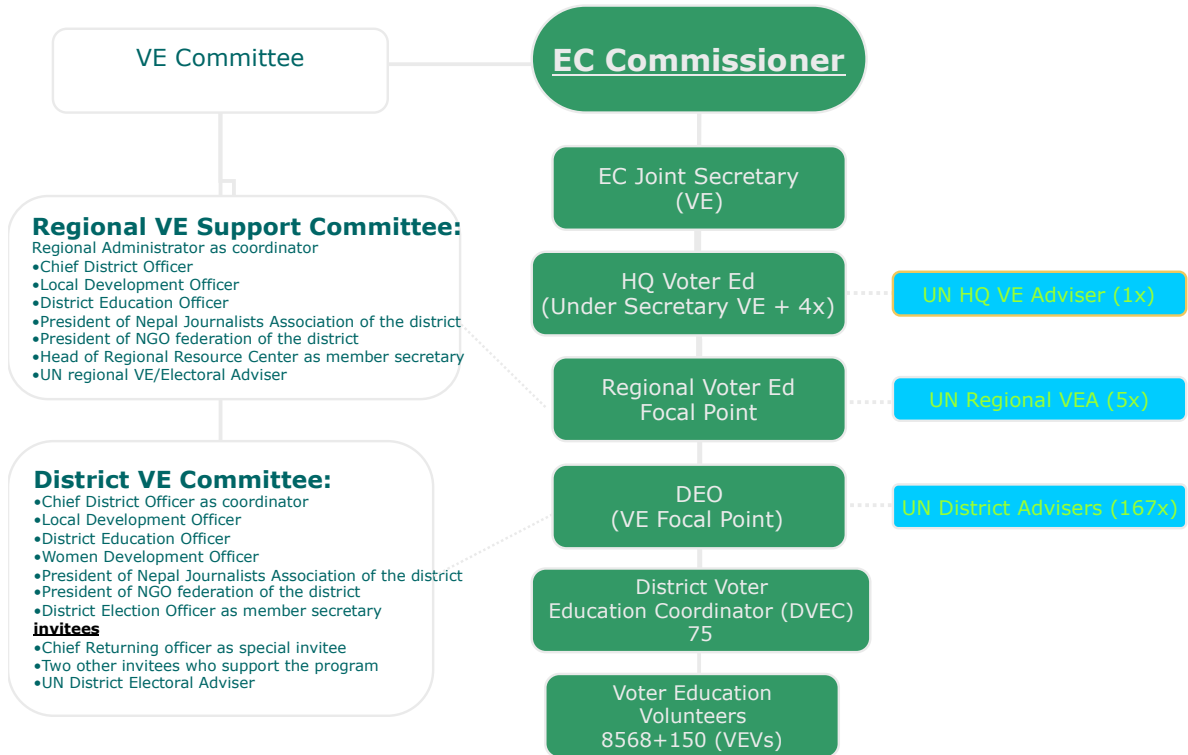 VE Committee
EC Commissioner
EC Joint Secretary
(VE)
Regional VE Support Committee:
Regional Administrator as coordinator
•Chief District Officer
•Local Development Officer
•District Education Officer
•President of Nepal Journalists Association of the district
•President of NGO federation of the district
•Head of Regional Resource Center as member secretary
•UN regional VE/Electoral Adviser
HQ Voter Ed
(Under Secretary VE + 4x)
UN HQ VE Adviser (1x)
Regional Voter Ed
Focal Point
UN Regional VEA (5x)
District VE Committee:
•Chief District Officer as coordinator
•Local Development Officer
•District Education Officer
•Women Development Officer
•President of Nepal Journalists Association of the district
•President of NGO federation of the district
•District Election Officer as member secretary
invitees
•Chief Returning officer as special invitee
•Two other invitees who support the program
•UN District Electoral Adviser
DEO
(VE Focal Point)
UN District Advisers (167x)
District Voter
Education Coordinator (DVEC)
75
Voter Education
Volunteers
8568+150 (VEVs)